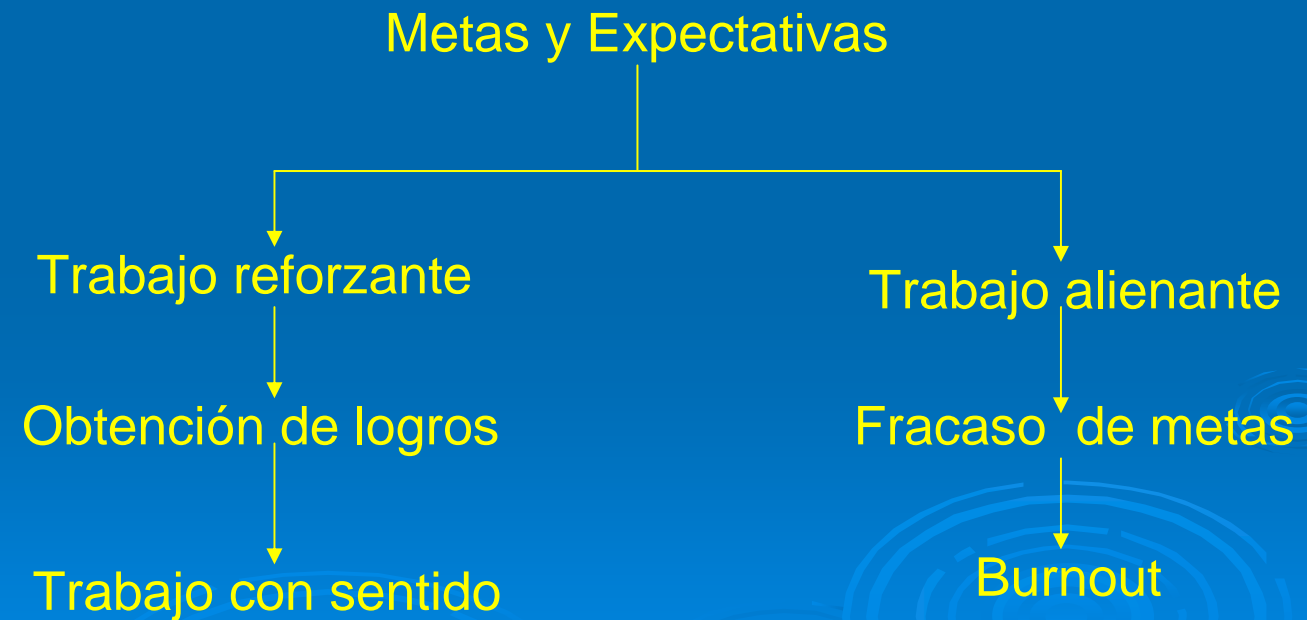 Metas y Expectativas
Trabajo reforzante
Trabajo alienante
Obtención de logros
Fracaso de metas
Trabajo con sentido
Burnout